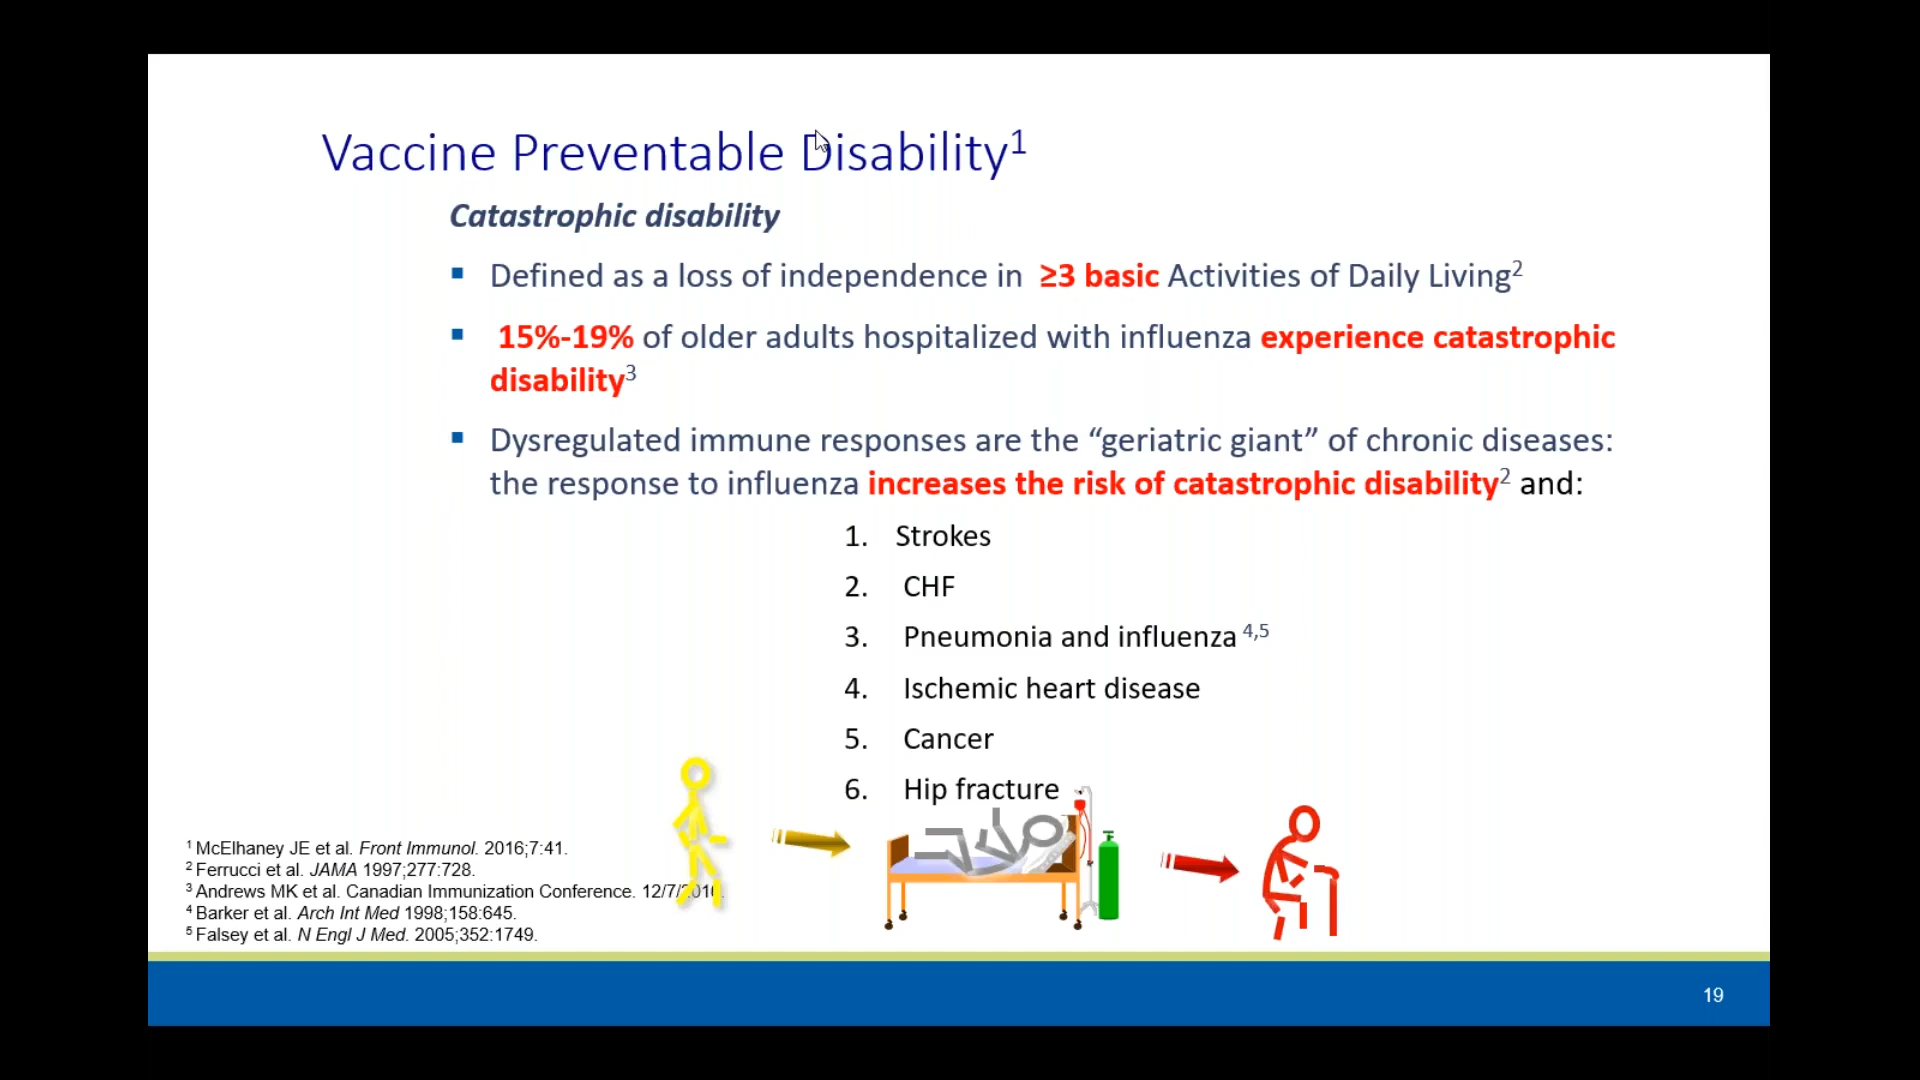 Vaccine Preventable Disability¹
Catastrophic disability
▪ Defined as a loss of independence in ≥3 basic Activities of Daily Living²
▪ 15%-19% of older adults hospitalized with influenza experience catastrophic
disability³
▪ Dysregulated immune responses are the “geriatric giant” of chronic diseases:
the response to influenza increases the risk of catastrophic disability² and:
1. Strokes
2. CHF
3. Pneumonia and influenza ⁴,⁵
4. Ischemic heart disease
5. Cancer
6. Hip fracture
¹ McElhaney JE et al. Front Immunol. 2016;7:41.
² Ferrucci et al. JAMA 1997;277:728.
³ Andrews MK et al. Canadian Immunization Conference.
⁴ Barker et al. Arch Int Med 1998;158:645.
⁵ Falsey et al. N Engl J Med. 2005;352:1749.
19